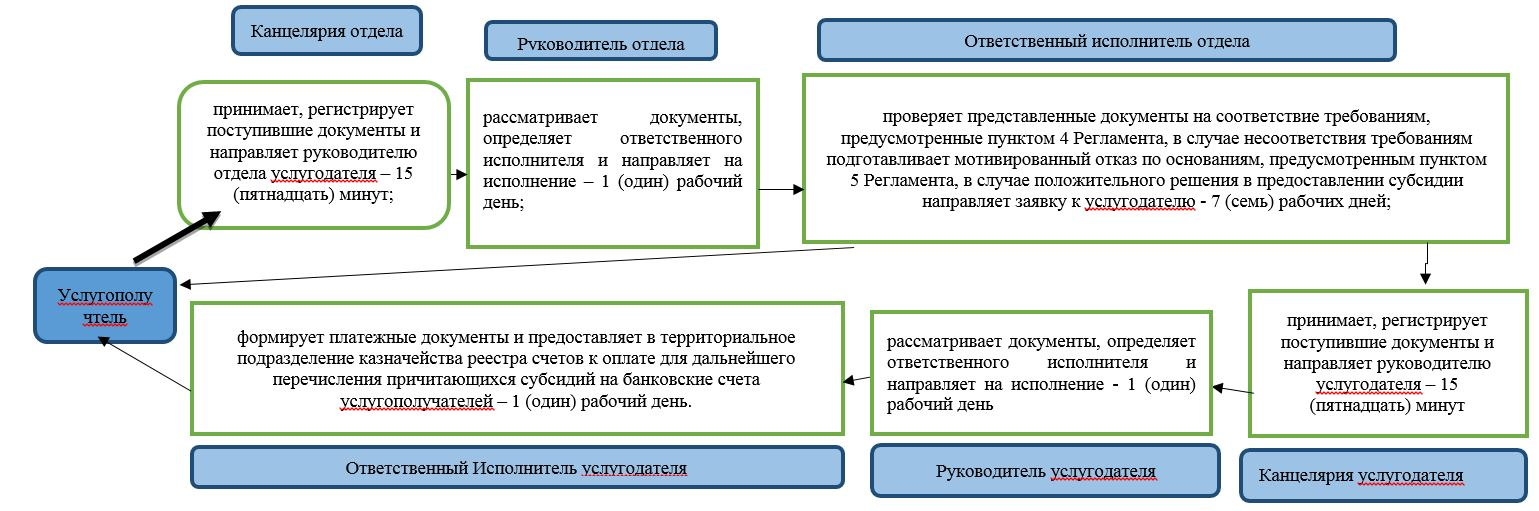 Канцелярия отдела
Руководитель отдела
Ответственный исполнитель отдела
принимает, регистрирует
поступившие документы и
направляет руководителю
отдела услугодателя – 15
(пятнадцать) минут;
рассматривает документы,
определяет ответственного
исполнителя и направляет на
исполнение – 1 (один) рабочий
день;
проверяет представленные документы на соответствие требованиям,
предусмотренные пунктом 4 Регламента, в случае несоответствия требованиям
подготавливает мотивированный отказ по основаниям, предусмотренным пунктом
5 Регламента, в случае положительного решения в предоставлении субсидии
направляет заявку к услугодателю - 7 (семь) рабочих дней;
Услугополу
чтель
формирует платежные документы и предоставляет в территориальное
подразделение казначейства реестра счетов к оплате для дальнейшего
перечисления причитающихся субсидий на банковские счета
услугополучателей – 1 (один) рабочий день.
рассматривает документы, определяет
ответственного исполнителя и
направляет на исполнение - 1 (один)
рабочий день
принимает, регистрирует
поступившие документы и
направляет руководителю
услугодателя – 15
(пятнадцать) минут
Ответственный Исполнитель услугодателя
Руководитель услугодателя
Канцелярия услугодателя